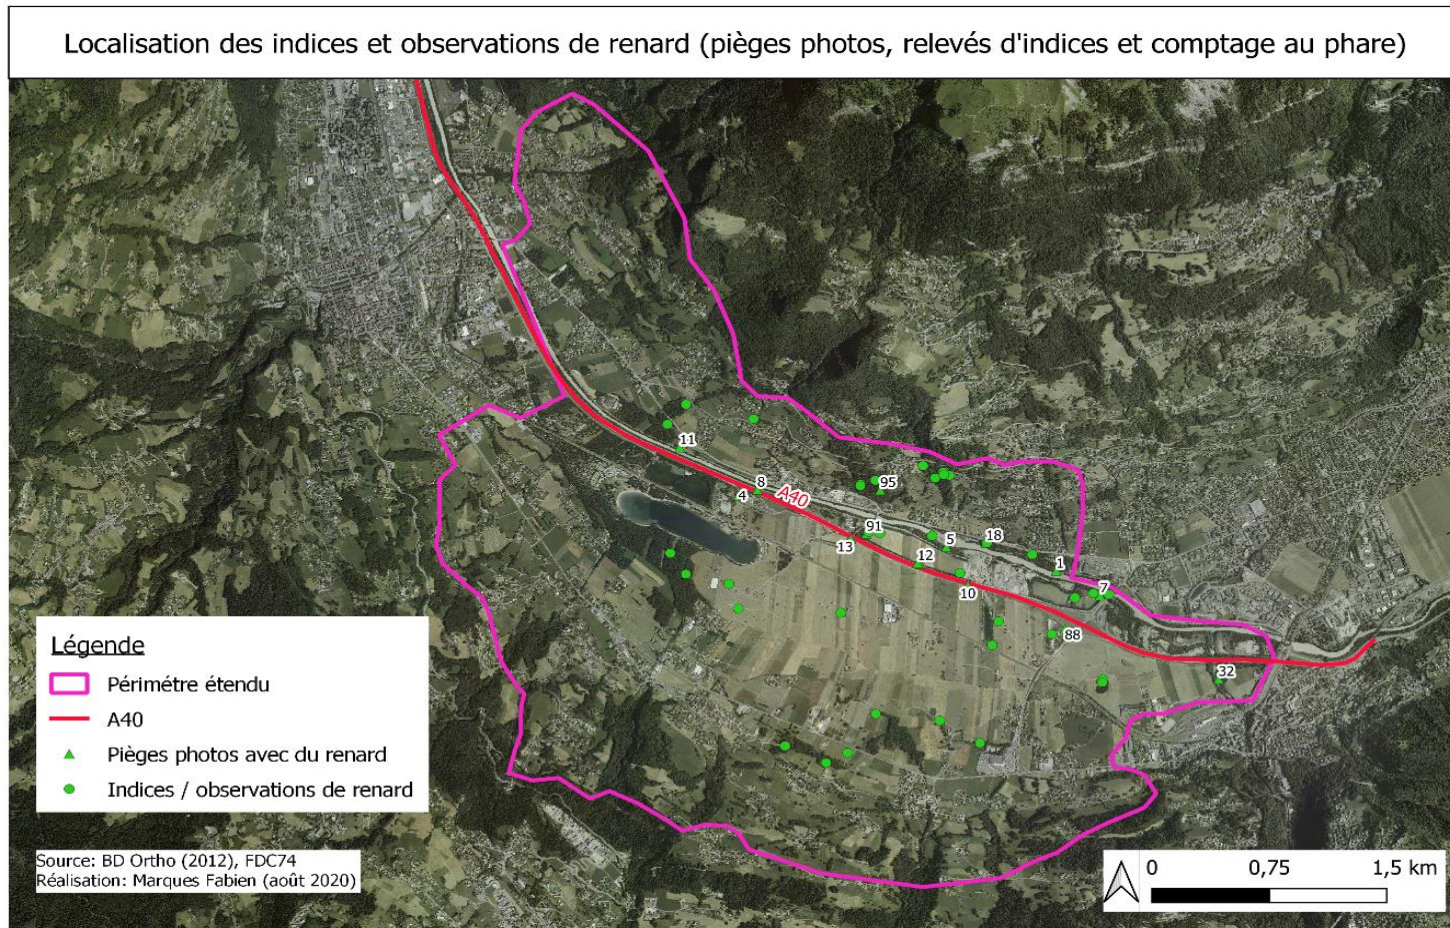 Localisation des indices et observations de renard (pièges photos, relevés d'indices et comptage au phare)
11
8
4
A40
95
91
13
12
5
18
1
10
7
88
32
Légende
Périmétre étendu
A40
Pièges photos avec du renard
Indices / observations de renard
Source: BD Ortho (2012), FDC74
Réalisation: Marques Fabien (août 2020)
0 0,75 1,5 km